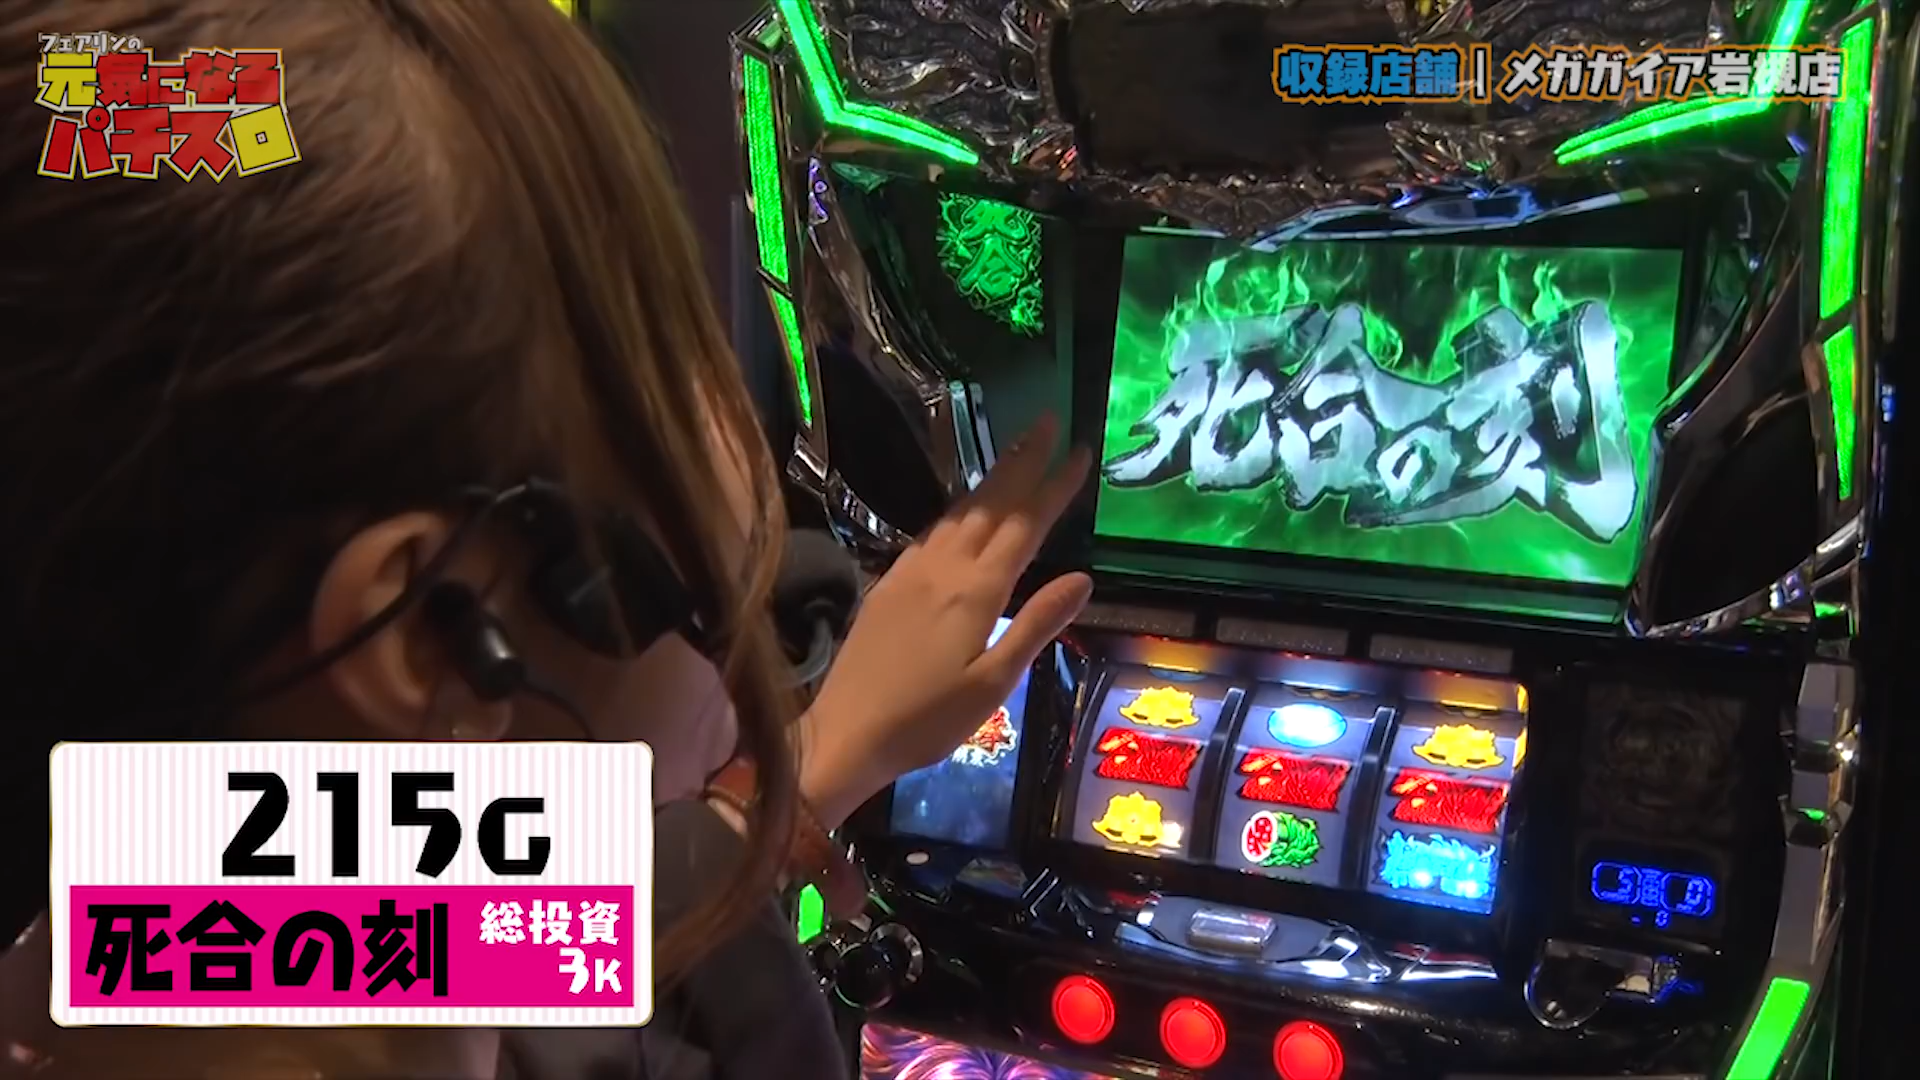 フェアリンの
元気になる
パチスロ
収録店舗|メガガイア岩槻店
死合の刻
215G
死合の刻
総投資
3K